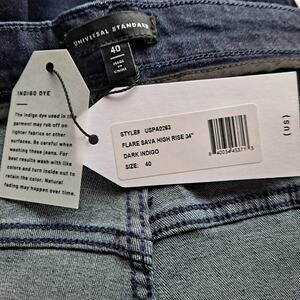 UNIVERSAL STANDARD
40
MADE IN CHINA
INDIGO DYE
The indigo dye used in this
garment may rub off on
lighter fabrics or other
surfaces. Be careful when
wearing these items. For
best results wash with like
colors and turn inside out to
retain the color. Natural
fading may happen over time.
STYLE#: USPA0263
FLARE SAVA HIGH RISE 34"
DARK INDIGO
SIZE: 40
(US)